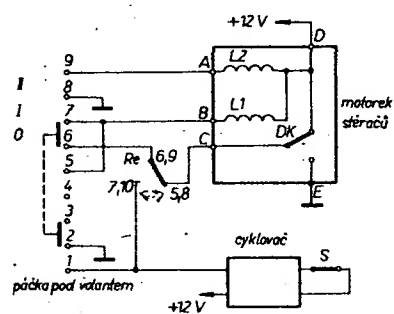 +12 V
D
9
A
L2
II
8
I
7
B
L1
motorek
stěračů
O
6
C
DK
Re
6,9
5
7,10
5,8
4
E
3
2
cyklovač
S
1
páčka pod volantem
+12 V